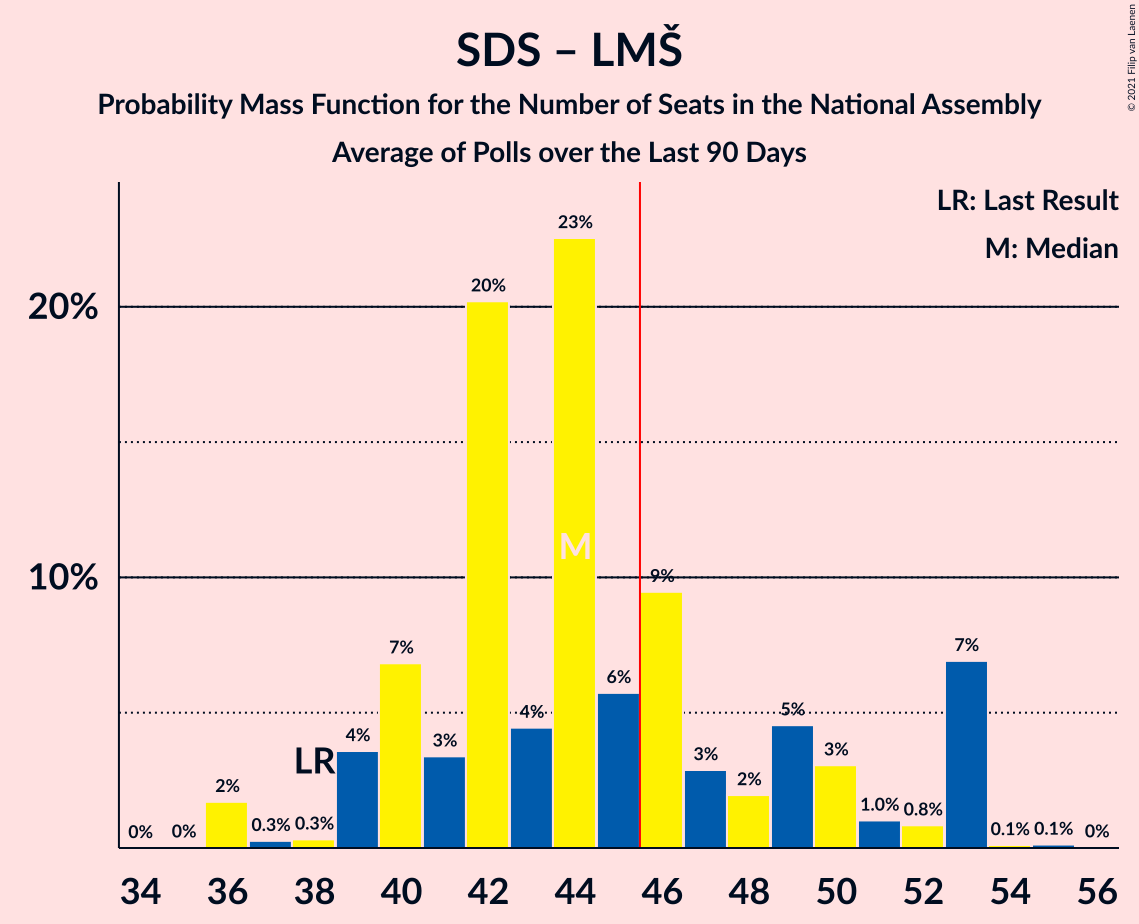 © 2021 Filip van Laenen
SDS – LMŠ
Probability Mass Function for the Number of Seats in the National Assembly
Average of Polls over the Last 90 Days
LR: Last Result
M: Median
20%
10%
0% 0% 2% 0.3% 0.3% 4% 7% 3% 20% 4% 23% 6% 9% 3% 2% 5% 3% 1.0% 0.8% 7% 0.1% 0.1% 0%
LR
M
34 36 38 40 42 44 46 48 50 52 54 56